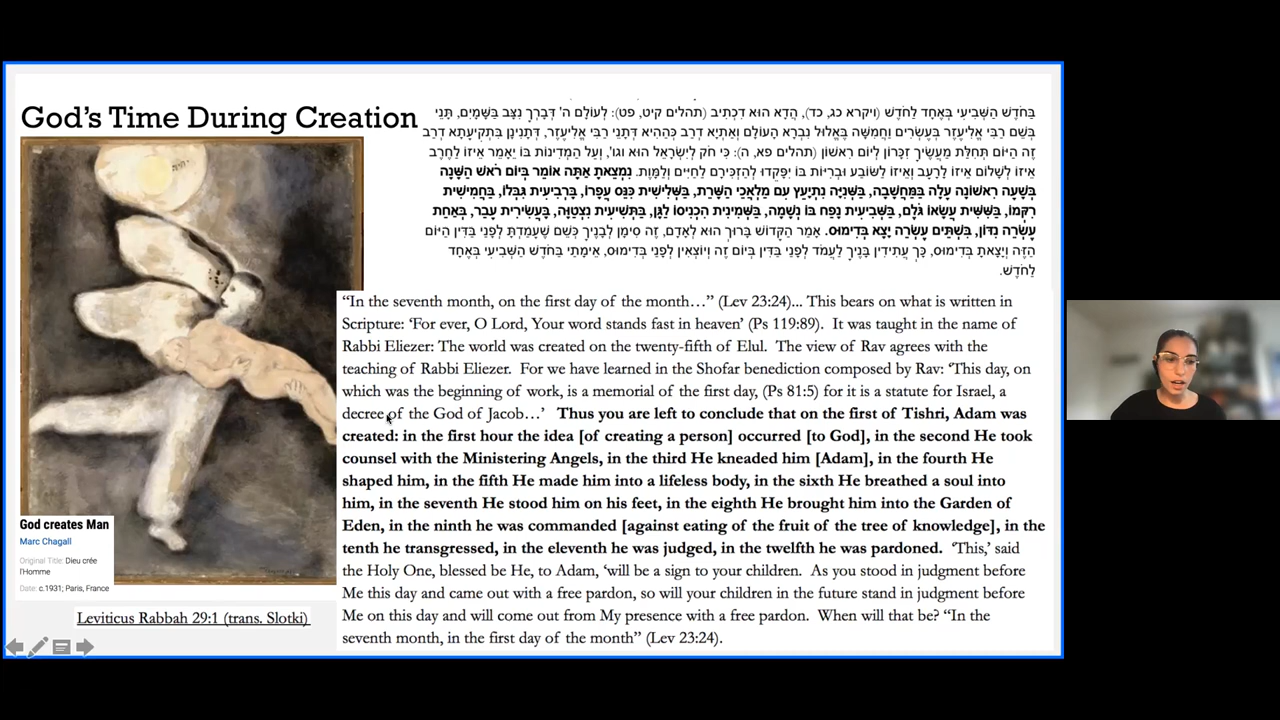 God's Time During Creation
בַּחֹדֶשׁ הַשְּׁבִיעִי בְּאֶחָד לַחֹדֶשׁ (ויקרא כג, כד), הֲדָא הוּא דִכְתִיב (תהלים קיט, פט): לְעוֹלָם ה' דְּבָרְךָ נִצָּב בַּשָּׁמָיִם, תָּנֵי
בְּשֵׁם רַבִּי אֱלִיעֶזֶר בְּעֶשְׂרִים וַחֲמִשָּׁה בֶּאֱלוּל נִבְרָא הָעוֹלָם וְאַתְיָא דְרַב כְּהַהִיא דְּתָנֵי רַבִּי אֱלִיעֶזֶר, דְּתַנִּינָן בִּתְקִיעָתָא דְרַב
זֶה הַיּוֹם תְּחִלַּת מַעֲשֶׂיךָ זִכָּרוֹן לְיוֹם רִאשׁוֹן (תהלים פא, ה): כִּי חֹק לְיִשְׂרָאֵל הוּא וגו', וְעַל הַמְּדִינוֹת בּוֹ יֵאָמֵר אֵיזוֹ לַחֶרֶב
אֵיזוֹ לְשָׁלוֹם אֵיזוֹ לְרָעָב וְאֵיזוֹ לְשׂוֹבַע וּבְרִיּוֹת בּוֹ יִפָּקֵדוּ לְהַזְכִּירָם לְחַיִּים וְלַמָּוֶת. נִמְצֵאתָ אַתָּה אוֹמֵר בְּיוֹם רֹאשׁ הַשָּׁנָה
בְּשָׁעָה רִאשׁוֹנָה עָלָה בַּמַּחֲשָׁבָה, בַּשְּׁנִיָּה נִתְיָעֵץ עִם מַלְאֲכֵי הַשָּׁרֵת, בַּשְּׁלִישִׁית כִּנֵּס עֲפָרוֹ, בָּרְבִיעִית גִּבְּלוֹ, בַּחֲמִישִׁית
רִקְּמוֹ, בַּשִּׁשִּׁית עֲשָׂאוֹ גֹּלֶם, בַּשְּׁבִיעִית נָפַח בּוֹ נְשָׁמָה, בַּשְּׁמִינִית הִכְנִיסוֹ לַגָּן, בַּתְּשִׁיעִית נִצְטַוָּה, בָּעֲשִׂירִית עָבַר, בְּאַחַת
עֶשְׂרֵה נִדּוֹן, בִּשְׁתֵּים עֶשְׂרֵה יָצָא בְּדִימוּס. אָמַר הַקָּדוֹשׁ בָּרוּךְ הוּא לְאָדָם, זֶה סִימָן לְבָנֶיךָ כְּשֵׁם שֶׁעָמַדְתָּ לְפָנַי בַּדִּין הַיּוֹם
הַזֶּה וְיָצָאתָ בְּדִימוּס, כָּךְ עֲתִידִין בָּנֶיךָ לַעֲמֹד לְפָנַי בַּדִּין בְּיוֹם זֶה וְיוֹצְאִין לְפָנַי בְּדִימוּס, אֵימָתַי בַּחֹדֶשׁ הַשְּׁבִיעִי בְּאֶחָד
לַחֹדֶשׁ.
“In the seventh month, on the first day of the month…” (Lev 23:24)... This bears on what is written in
Scripture: ‘For ever, O Lord, Your word stands fast in heaven’ (Ps 119:89). It was taught in the name of
Rabbi Eliezer: The world was created on the twenty-fifth of Elul. The view of Rav agrees with the
teaching of Rabbi Eliezer. For we have learned in the Shofar benediction composed by Rav: ‘This day, on
which was the beginning of work, is a memorial of the first day, (Ps 81:5) for it is a statute for Israel, a
decree of the God of Jacob…’ Thus you are left to conclude that on the first of Tishri, Adam was
created: in the first hour the idea [of creating a person] occurred [to God], in the second He took
counsel with the Ministering Angels, in the third He kneaded him [Adam], in the fourth He
shaped him, in the fifth He made him into a lifeless body, in the sixth He breathed a soul into
him, in the seventh He stood him on his feet, in the eighth He brought him into the Garden of
Eden, in the ninth he was commanded [against eating of the fruit of the tree of knowledge], in the
tenth he transgressed, in the eleventh he was judged, in the twelfth he was pardoned. ‘This,’ said
the Holy One, blessed be He, to Adam, ‘will be a sign to your children. As you stood in judgment before
Me this day and came out with a free pardon, so will your children in the future stand in judgment before
Me on this day and will come out from My presence with a free pardon. When will that be? “In the
seventh month, in the first day of the month” (Lev 23:24).
God creates Man
Marc Chagall
Original Title: Dieu crée
l'Homme
Date: c.1931; Paris, France
Leviticus Rabbah 29:1 (trans. Slotki)